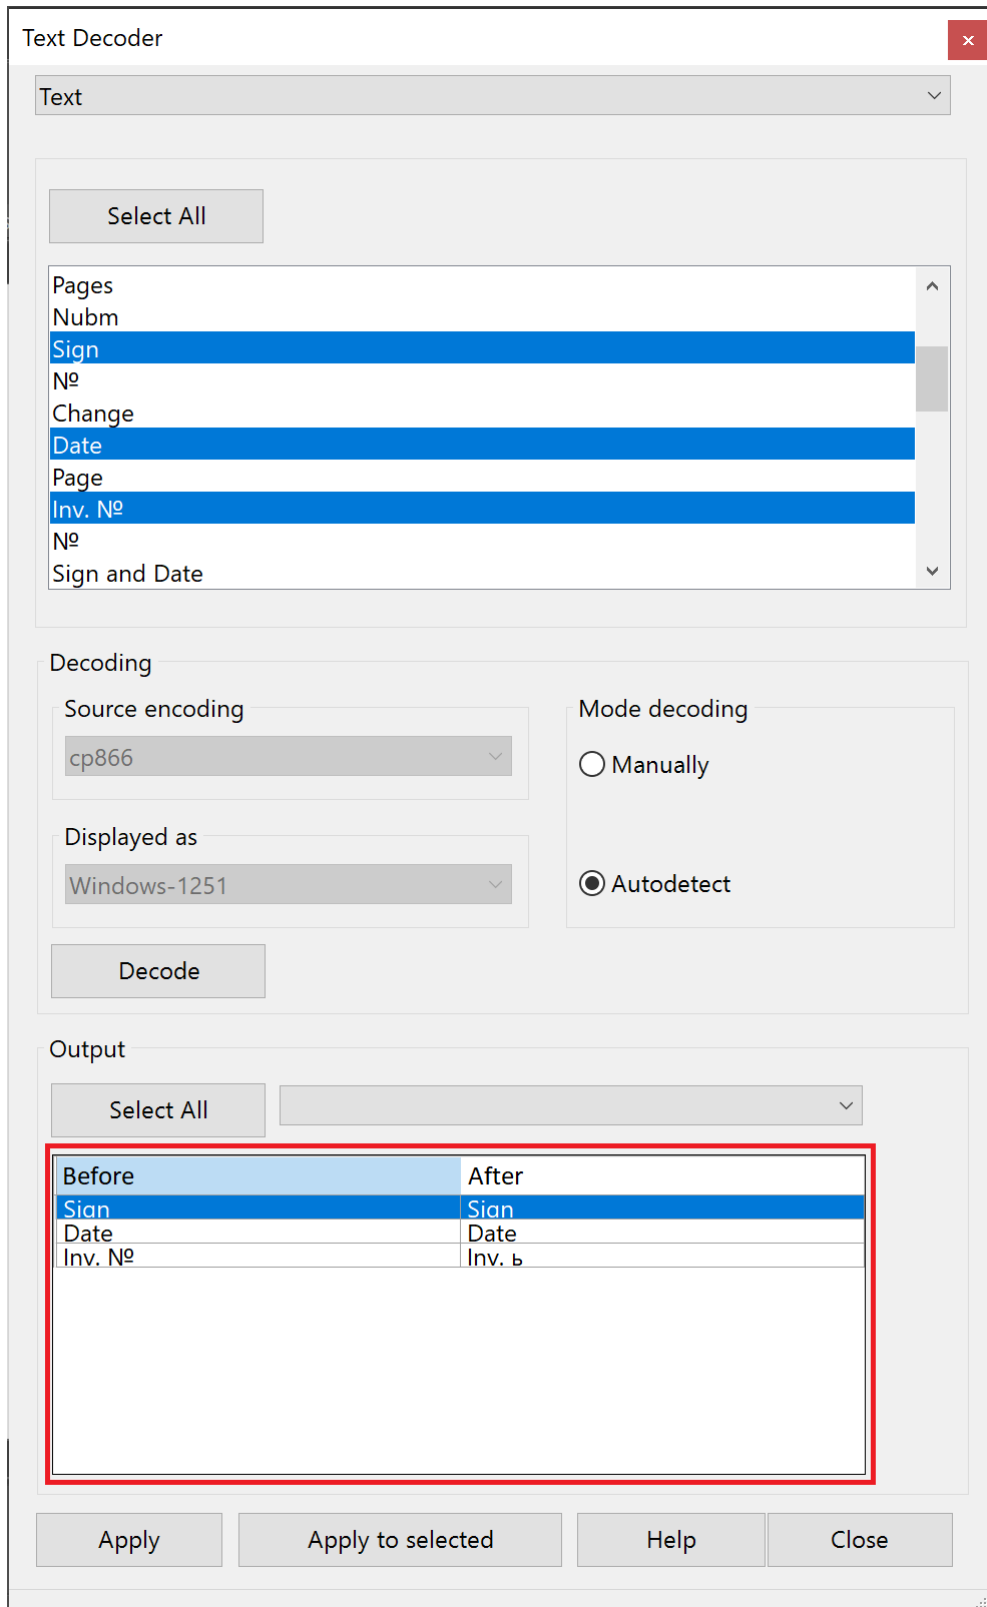 Text Decoder
Text
Select All
Pages
Nubm
Sign
№
Change
Date
Page
Inv. №
№
Sign and Date
Decoding
Source encoding
cp866
Mode decoding
Manually
Displayed as
Windows-1251
Autodetect
Decode
Output
Select All
Before After
Sign Sign
Date Date
Inv. № Inv. ь
Apply Apply to selected Help Close